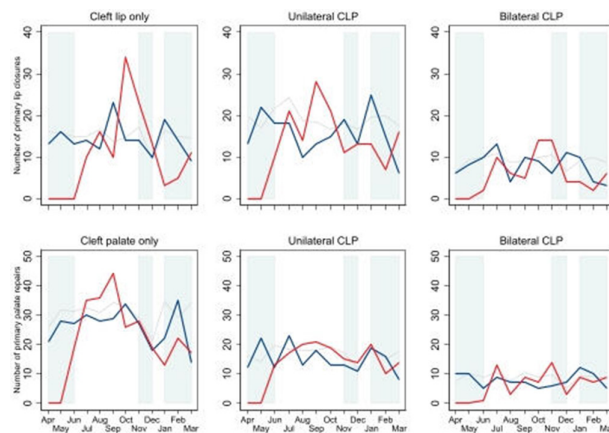 Cleft lip only
Unilateral CLP
Bilateral CLP
Number of primary lip closures
40
30
20
10
0
40
30
20
10
0
40
30
20
10
0
Cleft palate only
Unilateral CLP
Bilateral CLP
Number of primary palate repairs
50
40
30
20
10
0
50
40
30
20
10
0
50
40
30
20
10
0
Apr Jun Aug Oct Dec Feb
May Jul Sep Nov Jan Mar
Apr Jun Aug Oct Dec Feb
May Jul Sep Nov Jan Mar
Apr Jun Aug Oct Dec Feb
May Jul Sep Nov Jan Mar